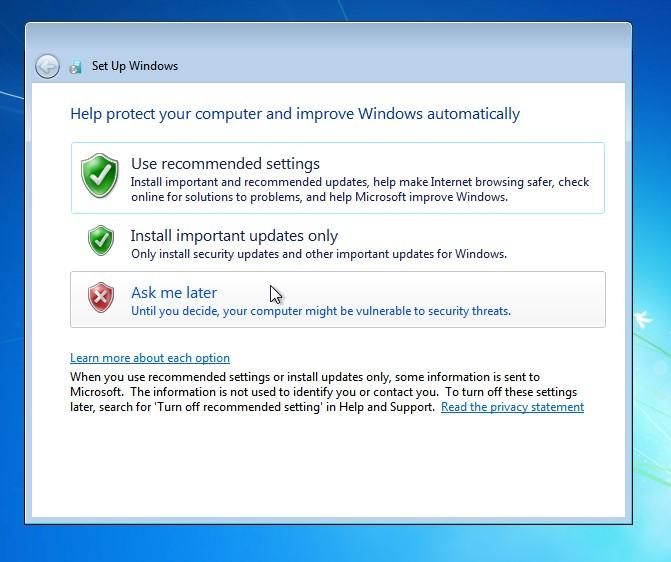 Set Up Windows
Help protect your computer and improve Windows automatically
Use recommended settings
Install important and recommended updates, help make Internet browsing safer, check
online for solutions to problems, and help Microsoft improve Windows.
Install important updates only
Only install security updates and other important updates for Windows.
Ask me later
Until you decide, your computer might be vulnerable to security threats.
Learn more about each option
When you use recommended settings or install updates only, some information is sent to
Microsoft.  The information is not used to identify you or contact you.  To turn off these settings
later, search for 'Turn off recommended setting' in Help and Support.  Read the privacy statement